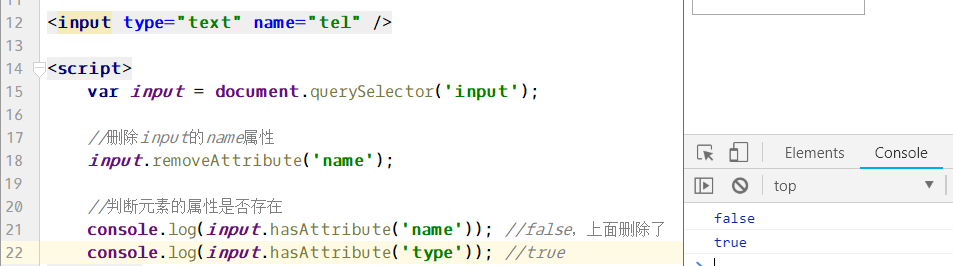 12 <input type="text" name="tel" />
13
14 <script>
15 var input = document.querySelector('input');
16
17 //删除input的name属性
18 input.removeAttribute('name');
19
20 //判断元素的属性是否存在
21 console.log(input.hasAttribute('name')); //false，上面删除了
22 console.log(input.hasAttribute('type')); //true
Elements Console
top
false
true